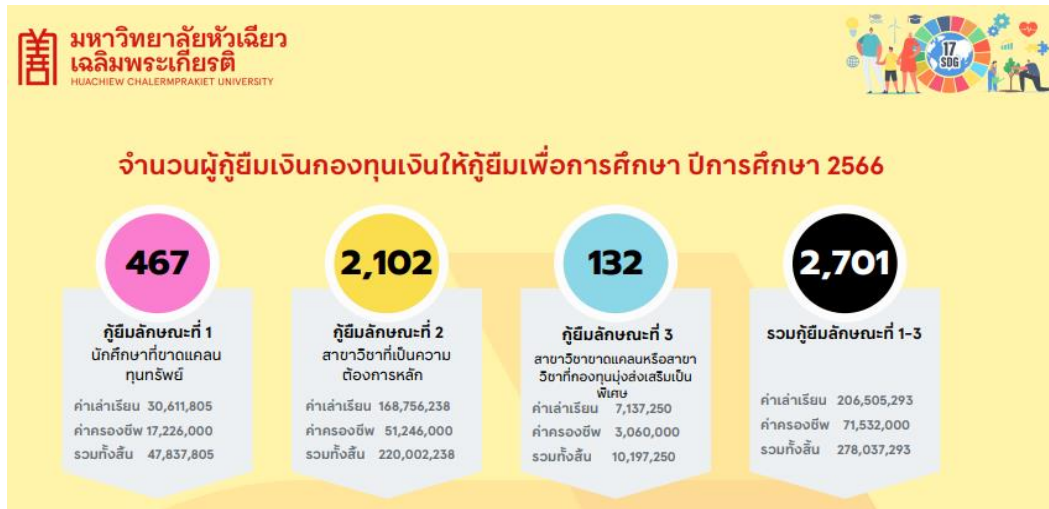 มหาวิทยาลัยหัวเฉียว
เฉลิมพระเกียรติ
HUACHIEW CHALERMPRAKIET UNIVERSITY
17
SDG
จำนวนผู้กู้ยืมเงินกองทุนเงินให้กู้ยืมเพื่อการศึกษา ปีการศึกษา 2566
467
กู้ยืมลักษณะที่ 1
นักศึกษาที่ขาดแคลน
ทุนทรัพย์
ค่าเล่าเรียน 30,611,805
ค่าครองชีพ 17,226,000
รวมทั้งสิ้น 47,837,805
2,102
กู้ยืมลักษณะที่ 2
สาขาวิชาที่เป็นความ
ต้องการหลัก
ค่าเล่าเรียน 168,756,238
ค่าครองชีพ 51,246,000
รวมทั้งสิ้น 220,002,238
132
กู้ยืมลักษณะที่ 3
สาขาวิชาขาดแคลนหรือสาขา
วิชาที่กองทุนมุ่งส่งเสริมเป็น
พิเศษ
ค่าเล่าเรียน 7,137,250
ค่าครองชีพ 3,060,000
รวมทั้งสิ้น 10,197,250
2,701
รวมกู้ยืมลักษณะที่ 1-3
ค่าเล่าเรียน 206,505,293
ค่าครองชีพ 71,532,000
รวมทั้งสิ้น 278,037,293